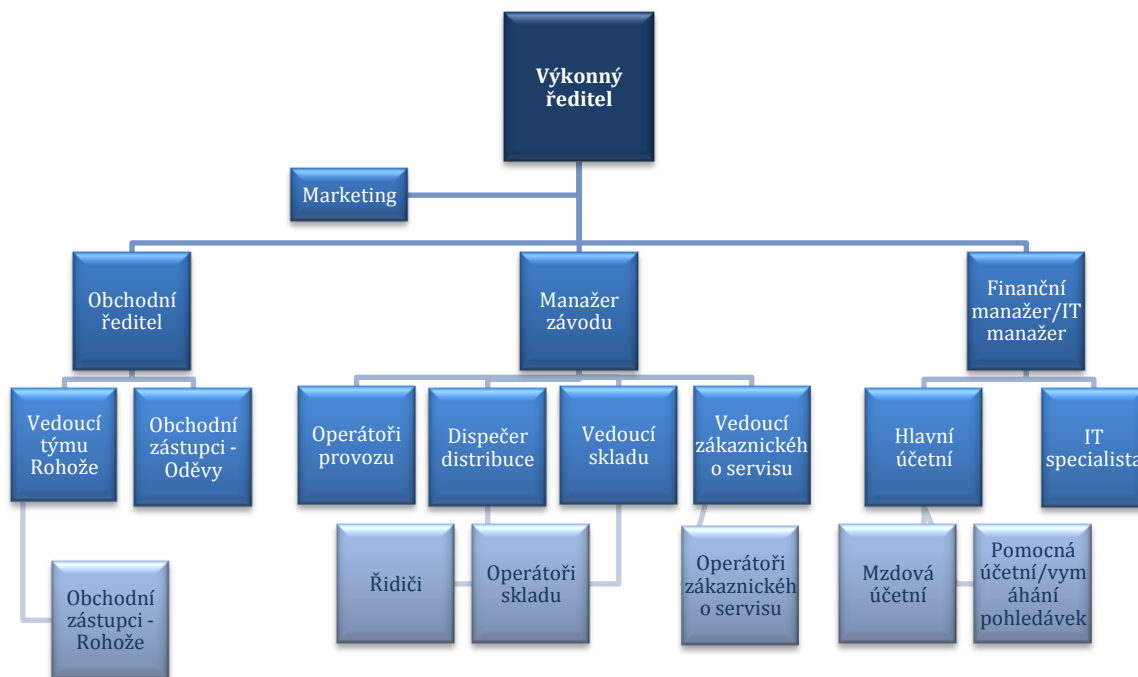 Výkonný
ředitel
Marketing
Obchodní
ředitel
Manažer
závodu
Finanční
manažer/IT
manažer
Vedoucí
týmu
Rohože
Obchodní
zástupci -
Oděvy
Operátoři
provozu
Dispečer
distribuce
Vedoucí
skladu
Vedoucí
zákaznickéh
o servisu
Hlavní
účetní
IT
specialista
Obchodní
zástupci -
Rohože
Řidiči
Operátoři
skladu
Operátoři
zákaznickéh
o servisu
Mzdová
účetní
Pomocná
účetní/vym
áhání
pohledávek